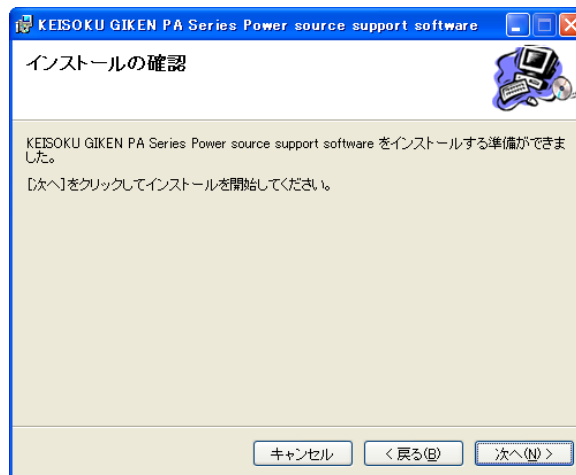 KEISOKU GIKEN PA Series Power source support software
インストールの確認
KEISOKU GIKEN PA Series Power source support software をインストールする準備ができま
した。
[次へ]をクリックしてインストールを開始してください。
キャンセル
< 戻る(B)
次へ(N) >